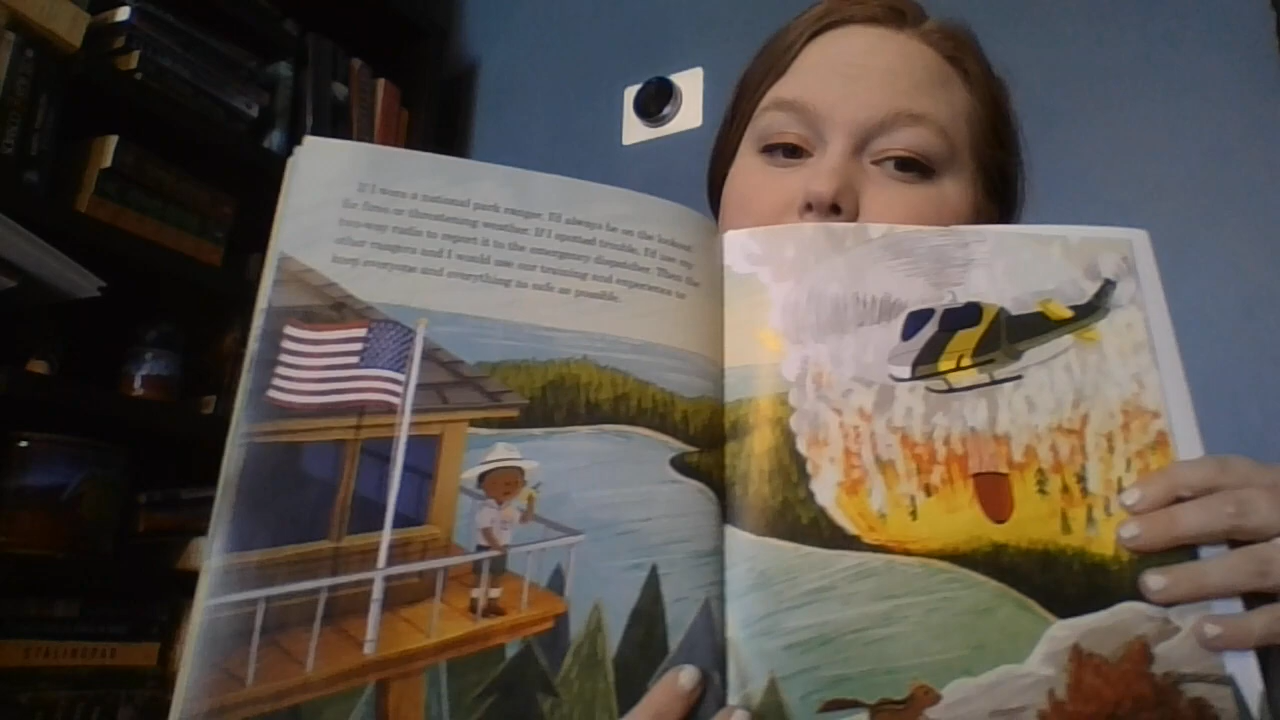 If I were a national park ranger, I'd always be on the lookout
for fires or threatening weather. If I spotted trouble, I'd use my
two-way radio to report it to the emergency dispatcher. Then the
other rangers and I would use our training and experience to
keep everyone and everything as safe as possible.
STALINGRAD